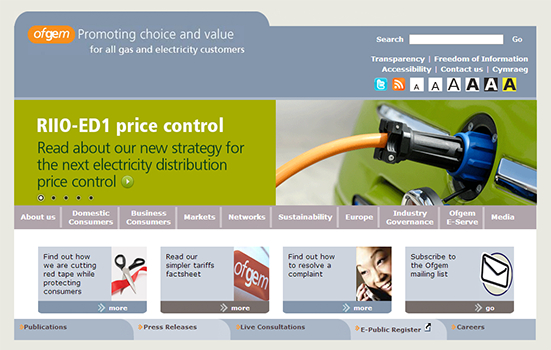 ofgem Promoting choice and value
for all gas and electricity customers
Search Go
Transparency | Freedom of Information
Accessibility | Contact us | Cymraeg
A A A A A A
RIIO-ED1 price control
Read about our new strategy for
the next electricity distribution
price control
About us
Domestic
Consumers
Business
Consumers
Markets
Networks
Sustainability
Europe
Industry
Governance
Ofgem
E-Serve
Media
Find out how
we are cutting
red tape while
protecting
consumers
more
Read our
simpler tariffs
factsheet
ofgem
more
Find out how
to resolve a
complaint
more
Subscribe to
the Ofgem
mailing list
go
Publications
Press Releases
Live Consultations
E-Public Register
Careers